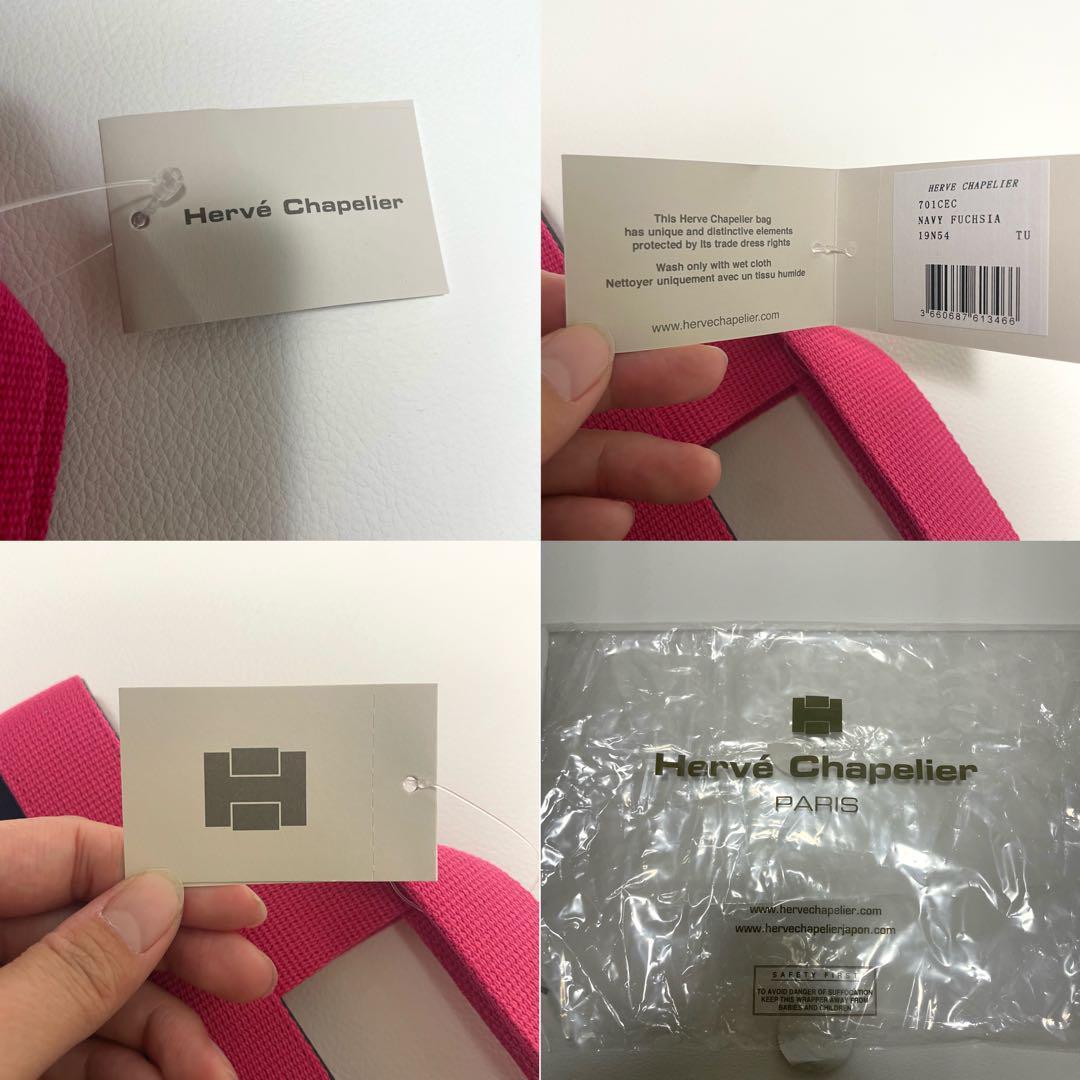 Hervé Chapelier
This Herve Chapelier bag
has unique and distinctive elements
protected by its trade dress rights
Wash only with wet cloth
Nettoyer uniquement avec un tissu humide
www.hervechapelier.com
HERVE CHAPELIER
701CEC
NAVY FUCHSIA
19N54 TU
3 660687 613466
Hervé Chapelier
PARIS
www.hervechapelier.com
www.hervechapelierjapon.com
SAFETY FIRST
TO AVOID DANGER OF SUFFOCATION
KEEP THIS WRAPPER AWAY FROM
BABIES AND CHILDREN